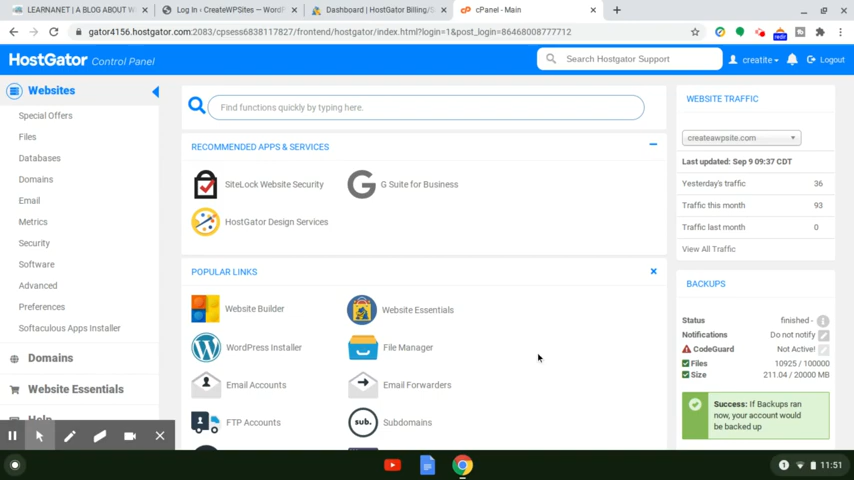 LEARNANET | A BLOG ABOUT W
Log In ‹ CreateWPSites — WordP
Dashboard | HostGator Billing/S
cPanel - Main
gator4156.hostgator.com:2083/cpsess6838117827/frontend/hostgator/index.html?login=1&post_login=86468008777712
redir
HostGator Control Panel
Search Hostgator Support
creatite
Logout
Websites
Special Offers
Files
Databases
Domains
Email
Metrics
Security
Software
Advanced
Preferences
Softaculous Apps Installer
Domains
Website Essentials
Help
Find functions quickly by typing here.
RECOMMENDED APPS & SERVICES
SiteLock Website Security
G Suite for Business
HostGator Design Services
POPULAR LINKS
Website Builder
Website Essentials
WordPress Installer
File Manager
Email Accounts
Email Forwarders
FTP Accounts
sub.
Subdomains
WEBSITE TRAFFIC
createawpsite.com
Last updated: Sep 9 09:37 CDT
Yesterday's traffic 36
Traffic this month 93
Traffic last month 0
View All Traffic
BACKUPS
Status finished -
Notifications Do not notify
CodeGuard Not Active!
Files 10925 / 100000
Size 211.04 / 20000 MB
Success: If Backups ran
now, your account would
be backed up
1
11:51